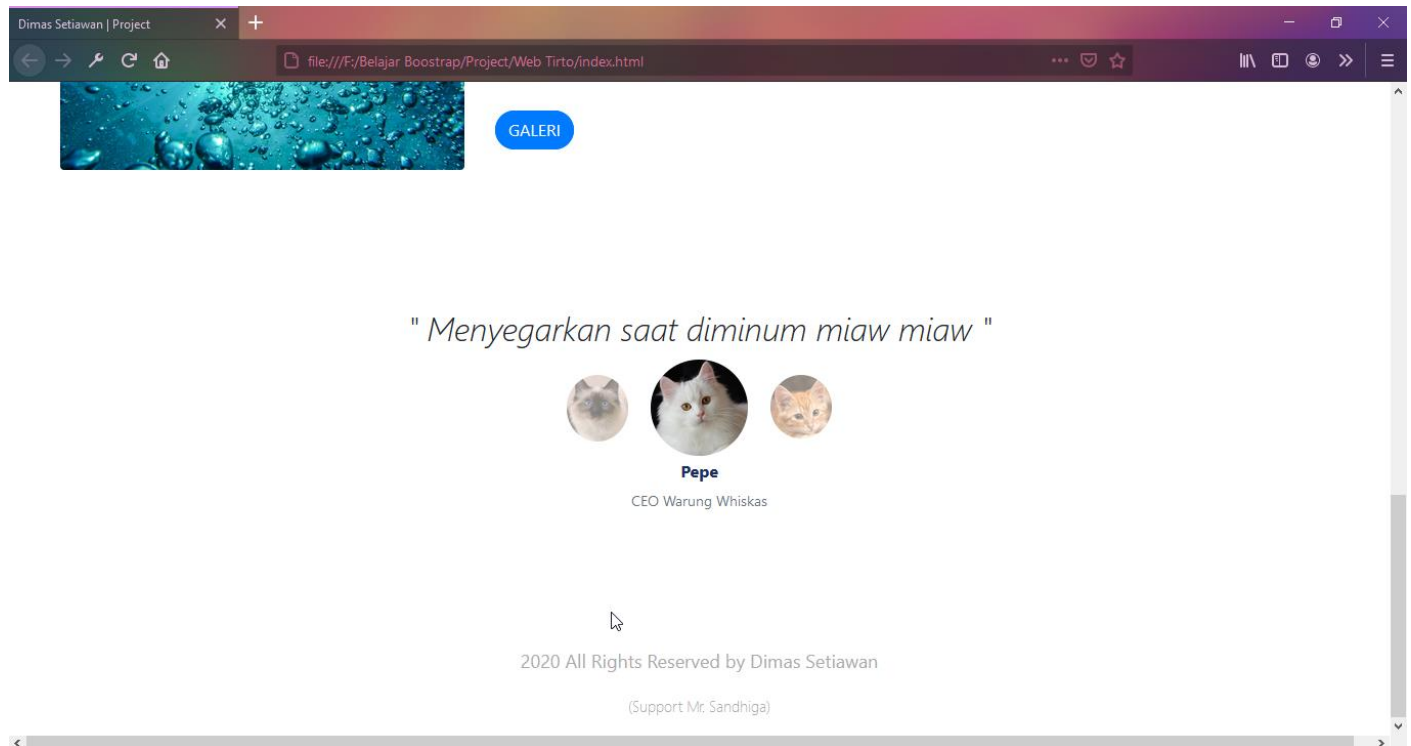 Dimas Setiawan | Project
file:///F:/Belajar Boostrap/Project/Web Tirto/index.html
GALERI
" Menyegarkan saat diminum miaw miaw "
Pepe
CEO Warung Whiskas
2020 All Rights Reserved by Dimas Setiawan
(Support Mr. Sandhiga)